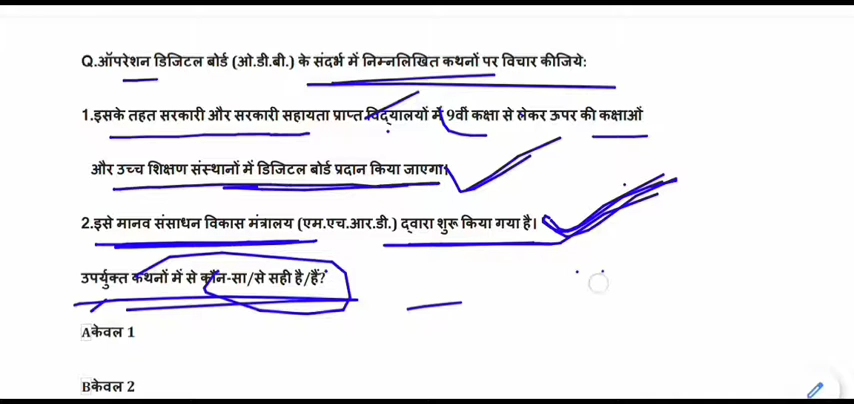 Q.ऑपरेशन डिजिटल बोर्ड (ओ.डी.बी.) के संदर्भ में निम्नलिखित कथनों पर विचार कीजिये:
1.इसके तहत सरकारी और सरकारी सहायता प्राप्त विद्यालयों में 9वीं कक्षा से लेकर ऊपर की कक्षाओं
और उच्च शिक्षण संस्थानों में डिजिटल बोर्ड प्रदान किया जाएगा।
2.इसे मानव संसाधन विकास मंत्रालय (एम.एच.आर.डी.) द्वारा शुरू किया गया है।
उपर्युक्त कथनों में से कौन-सा/से सही है/हैं?
Aकेवल 1
Bकेवल 2